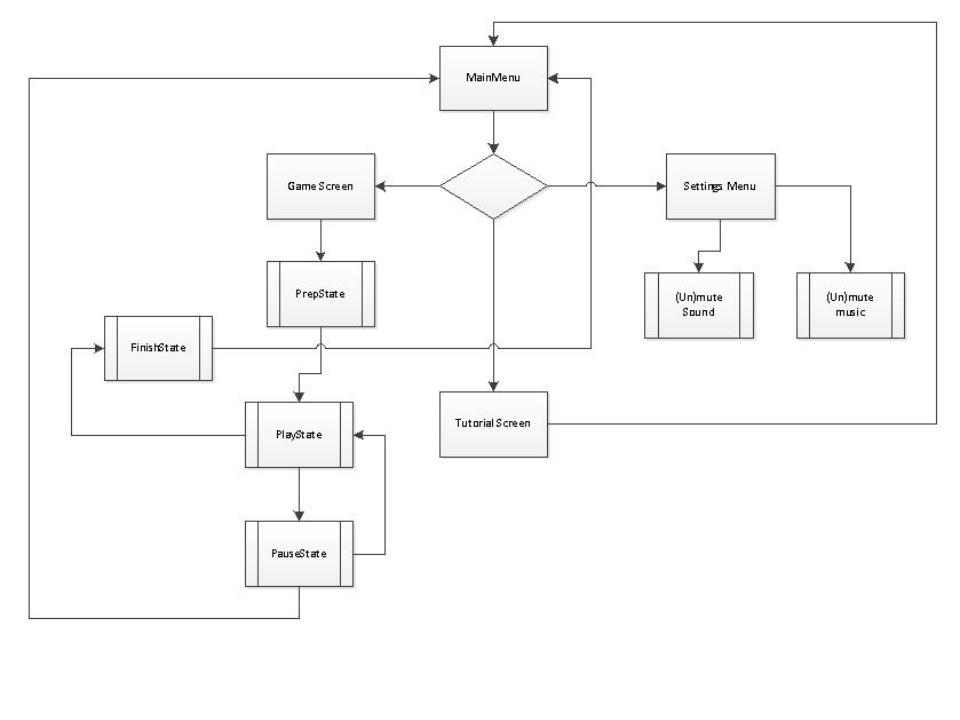 MainMenu
Game Screen
Settings Menu
PrepState
(Un)mute
Sound
(Un)mute
music
FinishState
Tutorial Screen
PlayState
PauseState